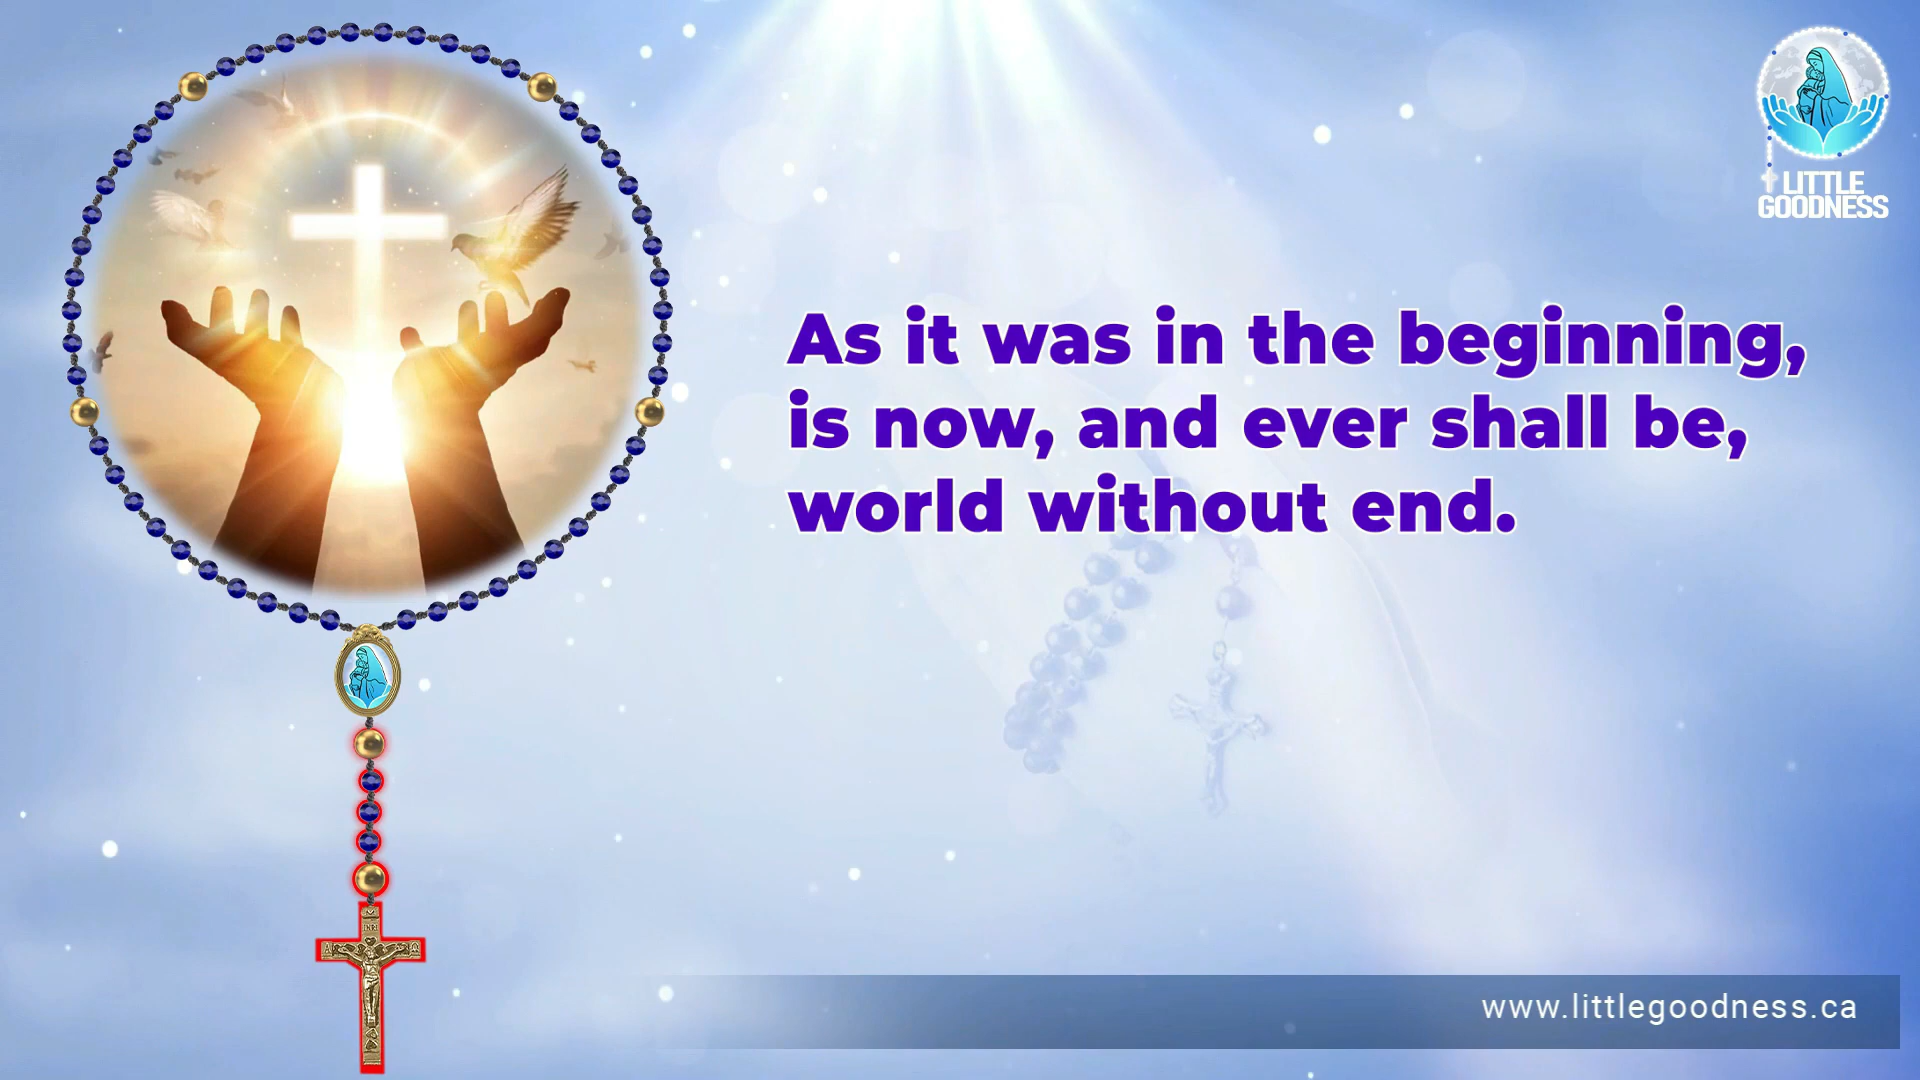 LITTLE
GOODNESS
As it was in the beginning,
is now, and ever shall be,
world without end.
INRI
www.littlegoodness.ca